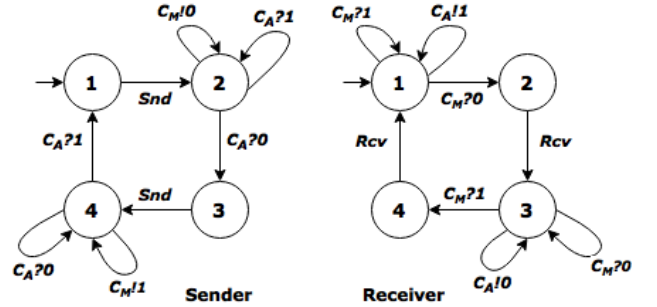 C_M!0 C_A?1 C_M?1 C_A!1
1 2 1 2
Snd C_M?0
C_A?1 C_A?0 Rcv Rcv
Snd C_M?1
4 3 4 3
C_A?0 C_M!1 C_A!0 C_M?0
Sender Receiver